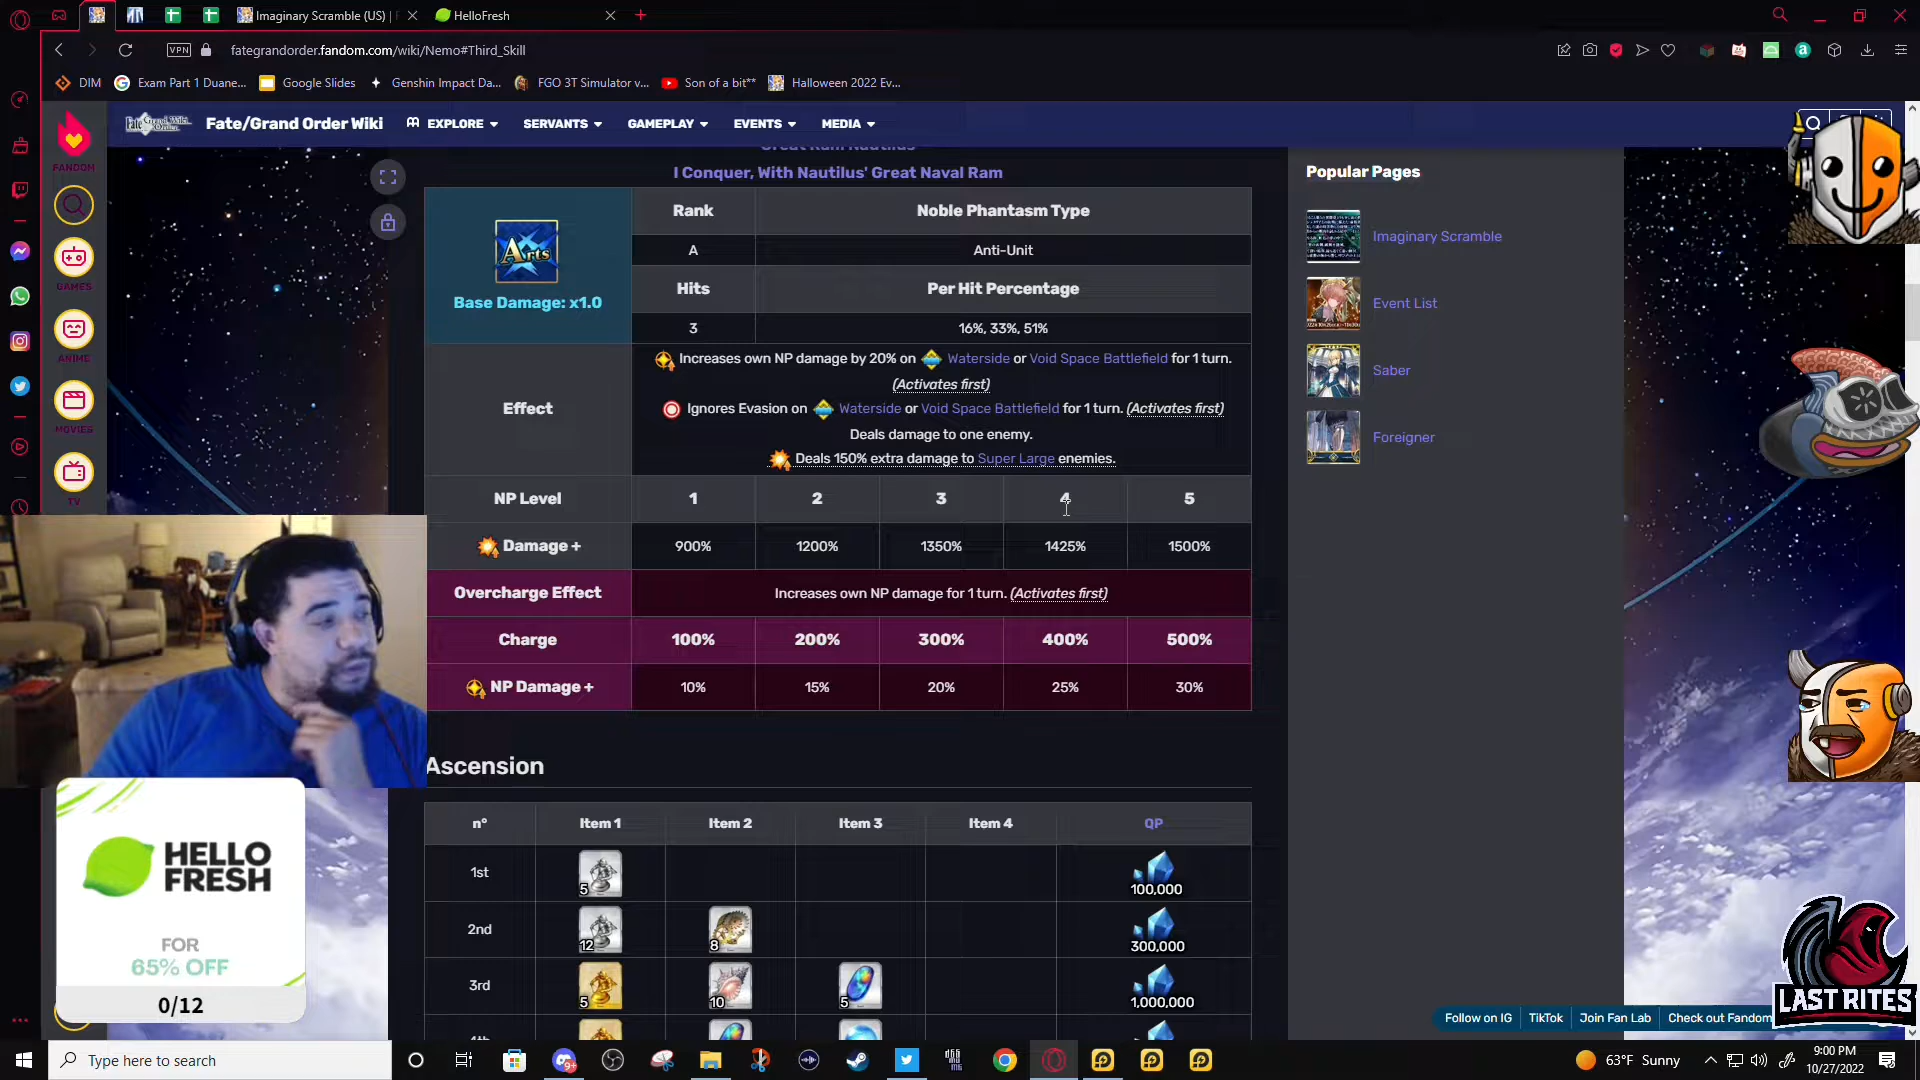 Imaginary Scramble (US) |
HelloFresh
VPN
fategrandorder.fandom.com/wiki/Nemo#Third_Skill
DIM
Exam Part 1 Duane...
Google Slides
Genshin Impact Da...
FGO 3T Simulator v...
Son of a bit**
Halloween 2022 Ev...
Fate/Grand Order Wiki
EXPLORE
SERVANTS
GAMEPLAY
EVENTS
MEDIA
FANDOM
GAMES
ANIME
MOVIES
TV
Great Ram Nautilus
I Conquer, With Nautilus' Great Naval Ram
Arts
Base Damage: x1.0
Rank
Noble Phantasm Type
A
Anti-Unit
Hits
Per Hit Percentage
3
16%, 33%, 51%
Effect
Increases own NP damage by 20% on Waterside or Void Space Battlefield for 1 turn.
(Activates first)
Ignores Evasion on Waterside or Void Space Battlefield for 1 turn. (Activates first)
Deals damage to one enemy.
Deals 150% extra damage to Super Large enemies.
NP Level 1 2 3 4 5
Damage + 900% 1200% 1350% 1425% 1500%
Overcharge Effect
Increases own NP damage for 1 turn. (Activates first)
Charge 100% 200% 300% 400% 500%
NP Damage + 10% 15% 20% 25% 30%
Ascension
n° Item 1 Item 2 Item 3 Item 4 QP
1st 5 100,000
2nd 12 8 300,000
3rd 5 10 5 1,000,000
4th
Popular Pages
Imaginary Scramble
Event List
Saber
Foreigner
HELLO
FRESH
FOR
65% OFF
0/12
LAST RITES
Follow on IG
TikTok
Join Fan Lab
Check out Fandom
Type here to search
9+
63°F Sunny
9:00 PM
10/27/2022